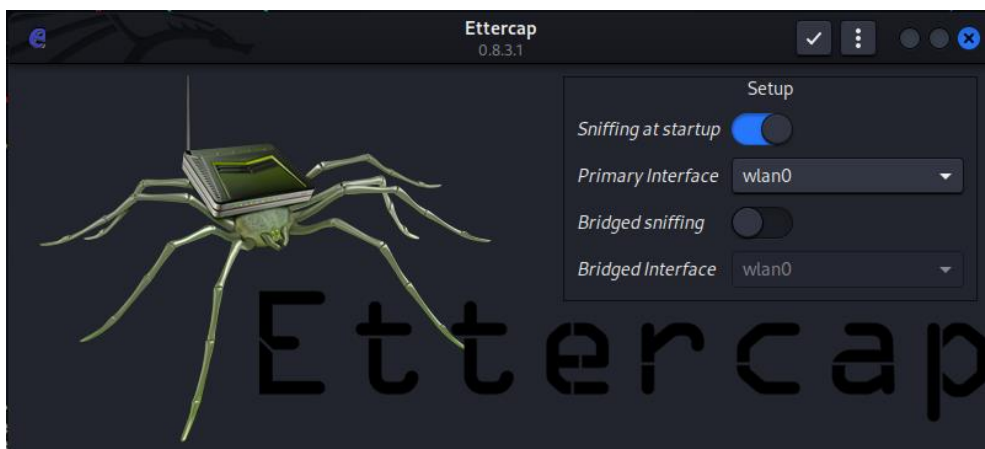 Ettercap
0.8.3.1
Setup
Sniffing at startup
Primary Interface wlan0
Bridged sniffing
Bridged Interface wlan0
Ettercap